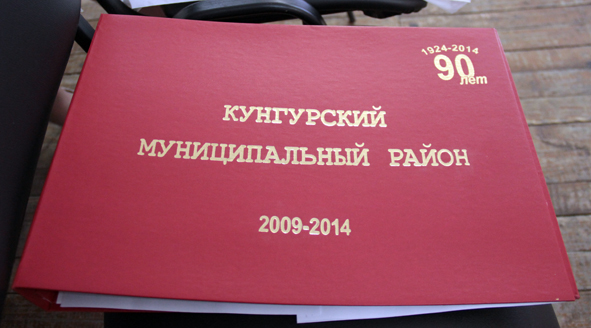 1924-2014
90
лет
КУНГУРСКИЙ
МУНИЦИПАЛЬНЫЙ РАЙОН
2009-2014